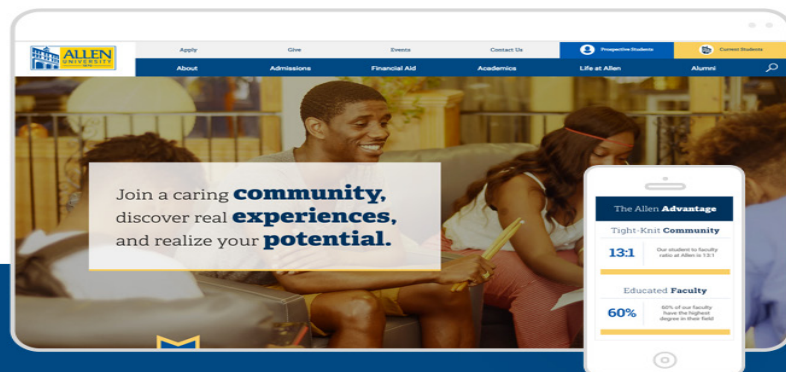 ALLEN
UNIVERSITY
Apply
Give
Events
Contact Us
Prospective Students
Current Students
About
Admissions
Financial Aid
Academics
Life at Allen
Alumni
Join a caring community,
discover real experiences,
and realize your potential.
The Allen Advantage
Tight-Knit Community
13:1
Our student to faculty
ratio at Allen is 13:1
Educated Faculty
60%
60% of our faculty
have the highest
degree in their field